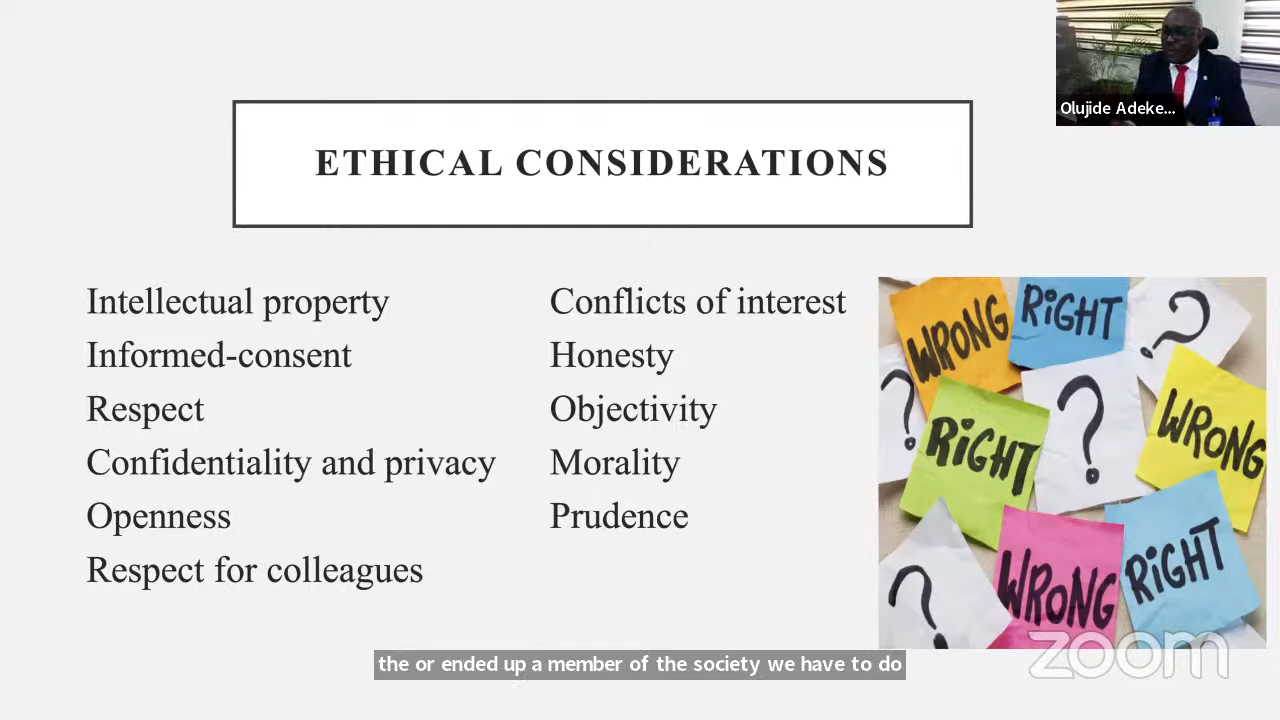 Olujide Adeke...
ETHICAL CONSIDERATIONS
Intellectual property
Informed-consent
Respect
Confidentiality and privacy
Openness
Respect for colleagues
Conflicts of interest
Honesty
Objectivity
Morality
Prudence
WRONG
RiGHT
?
?
RiGHT
?
WRONG
?
WRONG
RiGHT
the or ended up a member of the society we have to do
zoom